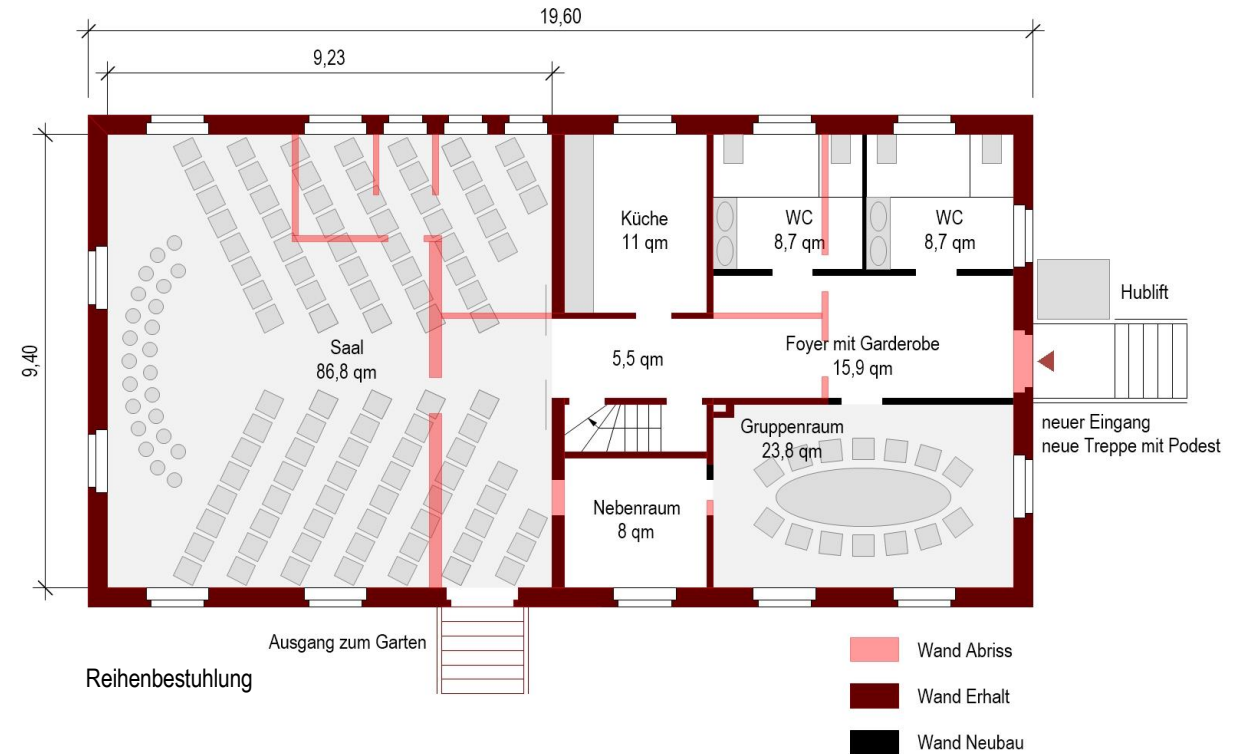 19,60
9,23
9,40
Küche
11 qm
WC
8,7 qm
WC
8,7 qm
Hublift
Saal
86,8 qm
5,5 qm
Foyer mit Garderobe
15,9 qm
neuer Eingang
neue Treppe mit Podest
Gruppenraum
23,8 qm
Nebenraum
8 qm
Ausgang zum Garten
Reihenbestuhlung
Wand Abriss
Wand Erhalt
Wand Neubau